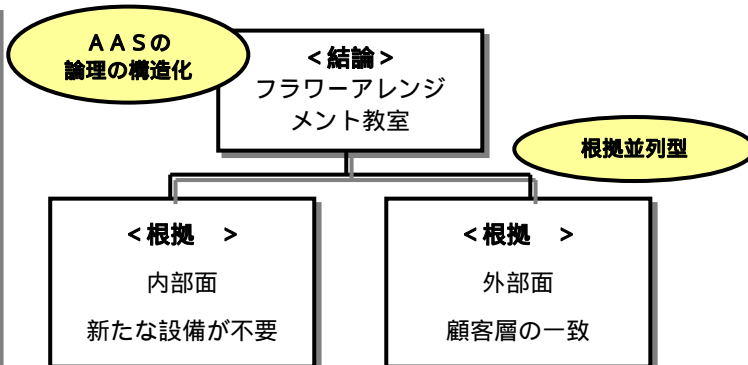 ＡＡＳの
論理の構造化
＜結論＞
フラワーアレンジ
メント教室
根拠並列型
＜根拠　＞
内部面
新たな設備が不要
＜根拠　＞
外部面
顧客層の一致